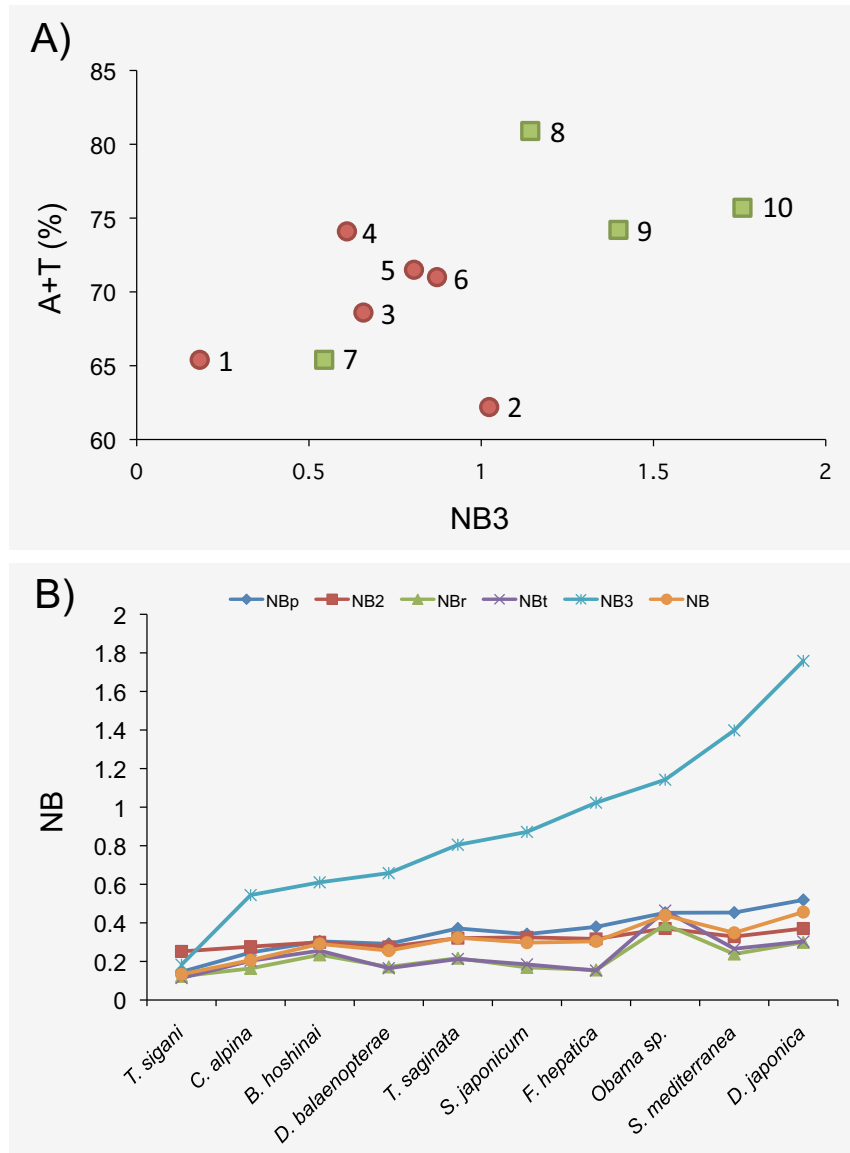 A)
85
80
75
70
65
60
A+T (%)
8
10
9
4
5
6
3
1
7
2
0 0.5 1 1.5 2
NB3
B)
NBp NB2 NBr NBt NB3 NB
2
1.8
1.6
1.4
1.2
1
0.8
0.6
0.4
0.2
0
NB
T. sigani
C. alpina
B. hoshinai
D. balaenopterae
T. saginata
S. japonicum
F. hepatica
Obama sp.
S. mediterranea
D. japonica